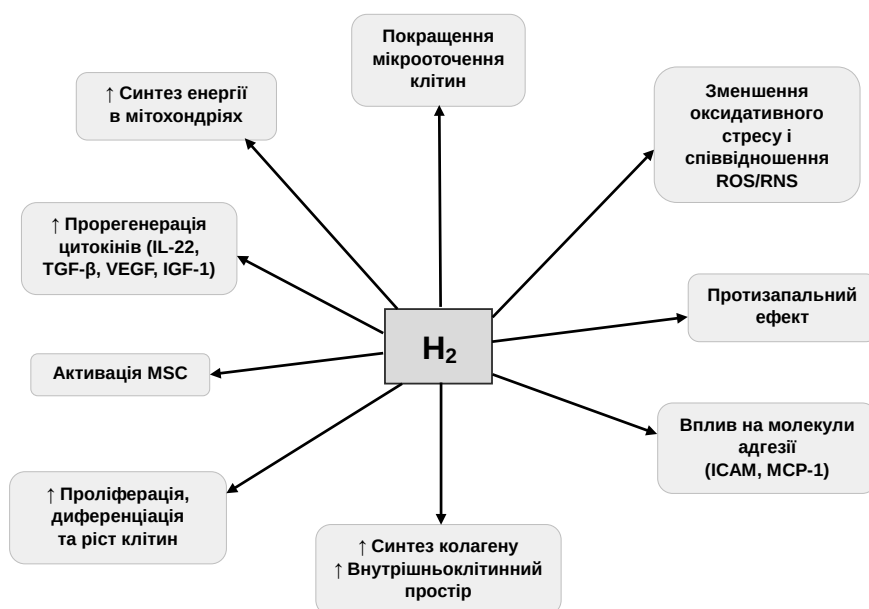 Покращення
мікрооточення
клітин
↑ Синтез енергії
в мітохондріях
Зменшення
оксидативного
стресу і
співвідношення
ROS/RNS
↑ Прорегенерація
цитокінів (IL-22,
TGF-β, VEGF, IGF-1)
Протизапальний
ефект
H₂
Активація MSC
Вплив на молекули
адгезії
(ICAM, MCP-1)
↑ Проліферація,
диференціація
та ріст клітин
↑ Синтез колагену
↑ Внутрішньоклітинний
простір